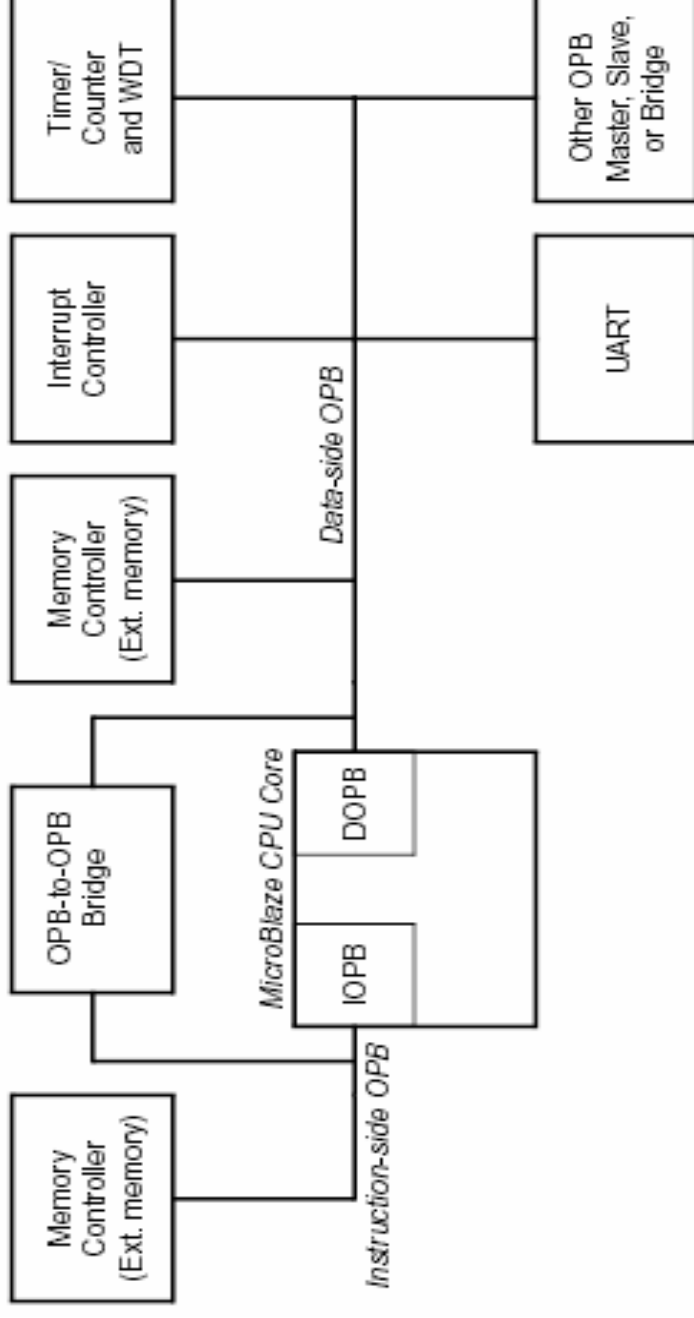 Memory
Controller
(Ext. memory)
OPB-to-OPB
Bridge
Memory
Controller
(Ext. memory)
Interrupt
Controller
Timer/
Counter
and WDT
MicroBlaze CPU Core
Data-side OPB
IOPB
DOPB
Instruction-side OPB
UART
Other OPB
Master, Slave,
or Bridge